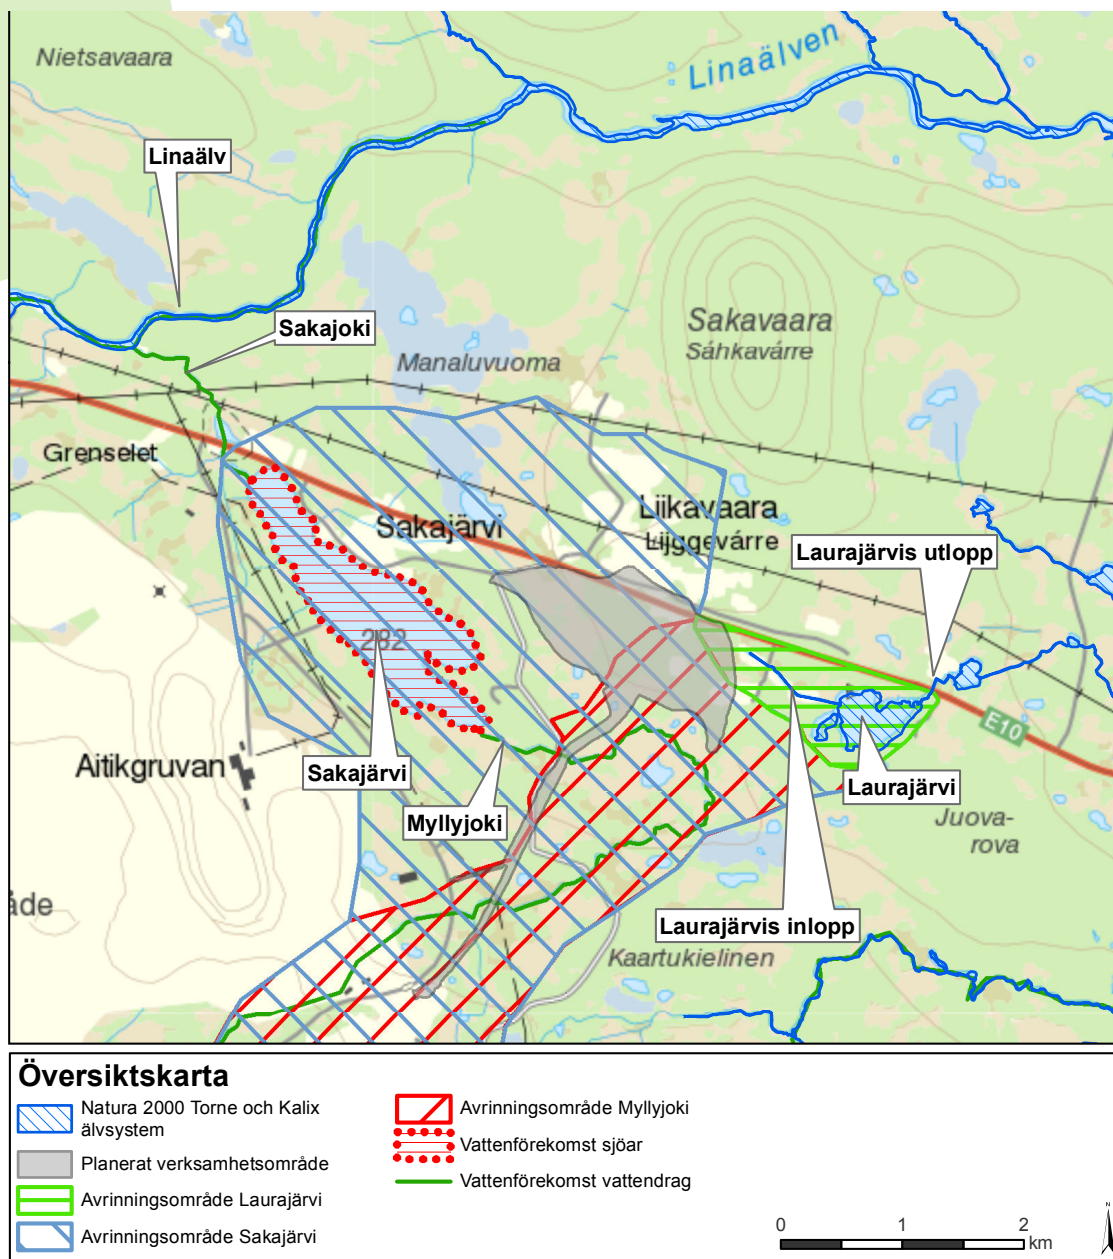 Nietsavaara
Linaälven
Linaälv
Sakajoki
Sakavaara
Sáhkavárre
Manaluvuoma
Grenselet
Sakajärvi
Liikavaara
Lijggevárre
Laurajärvis utlopp
282
E10
Aitikgruvan
Sakajärvi
Laurajärvi
Myllyjoki
Juova-
rova
åde
Laurajärvis inlopp
Kaartukielinen
Översiktskarta
Natura 2000 Torne och Kalix
älvsystem
Planerat verksamhetsområde
Avrinningsområde Laurajärvi
Avrinningsområde Sakajärvi
Avrinningsområde Myllyjoki
Vattenförekomst sjöar
Vattenförekomst vattendrag
0 1 2
km